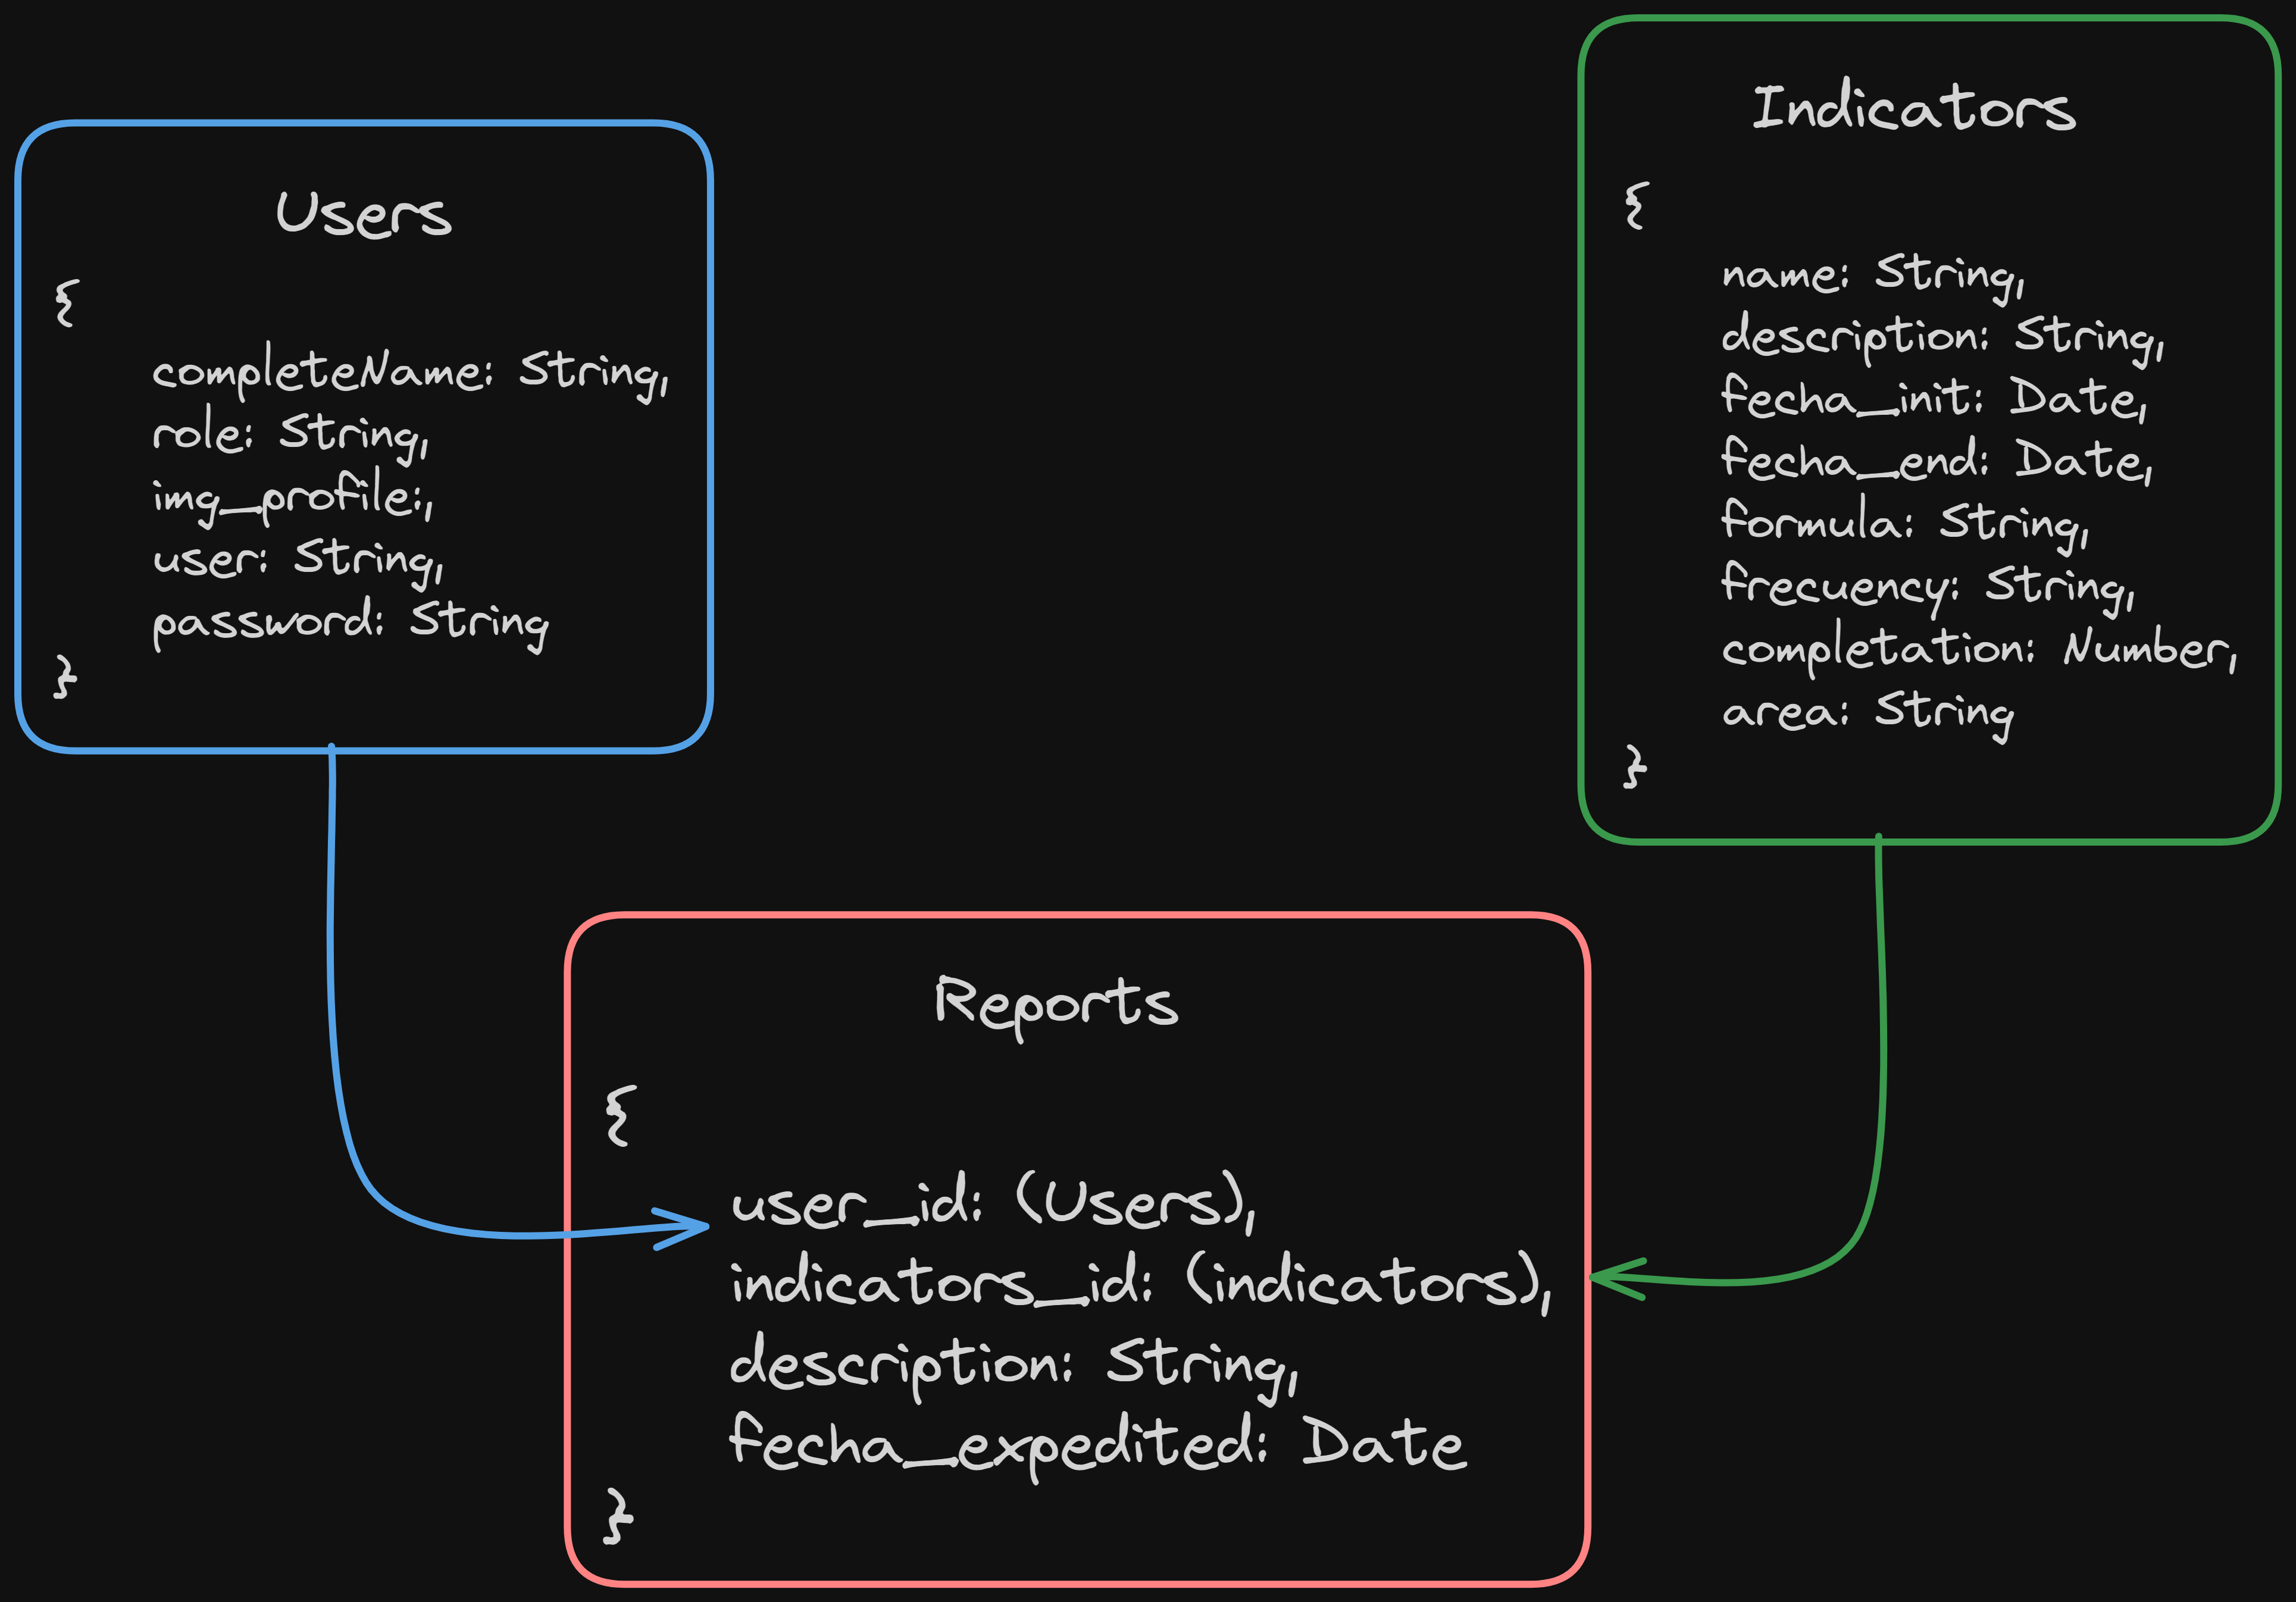 Users
{
completeName: String,
role: String,
img_profile:,
user: String,
password: String
}
Indicators
{
name: String,
description: String,
fecha_init: Date,
fecha_end: Date,
formula: String,
frecuency: String,
completation: Number,
area: String
}
Reports
{
user_id: (Users),
indicators_id: (indicators),
description: String,
fecha_expedited: Date
}